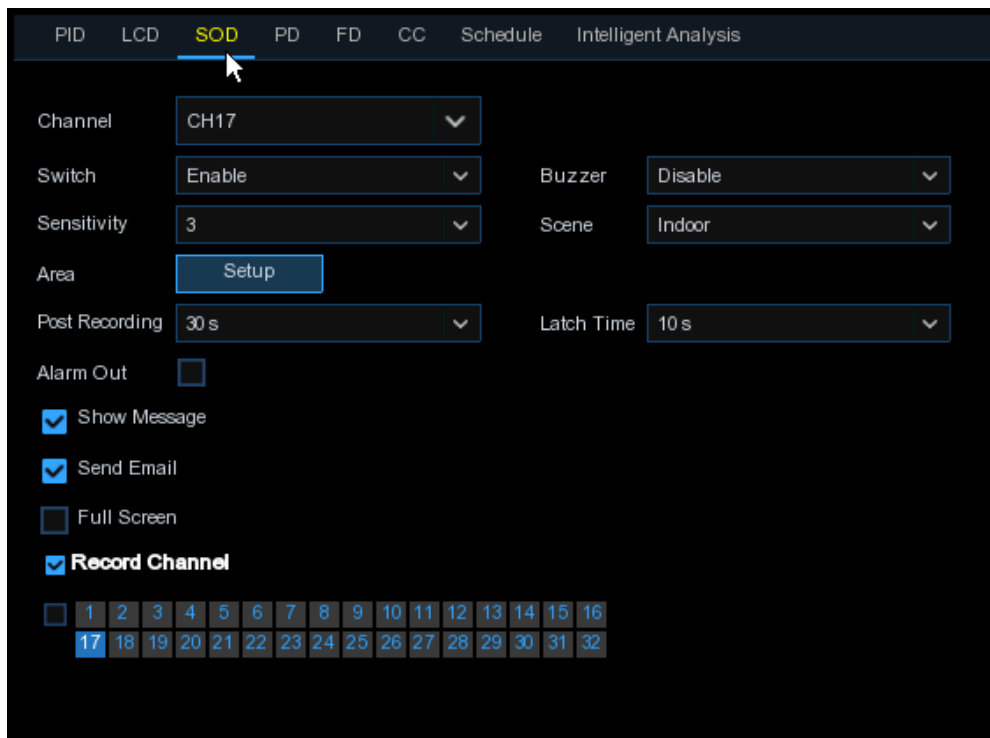 PID LCD SOD PD FD CC Schedule Intelligent Analysis
Channel CH17
Switch Enable Buzzer Disable
Sensitivity 3 Scene Indoor
Area Setup
Post Recording 30 s Latch Time 10 s
Alarm Out
Show Message
Send Email
Full Screen
Record Channel
1 2 3 4 5 6 7 8 9 10 11 12 13 14 15 16
17 18 19 20 21 22 23 24 25 26 27 28 29 30 31 32